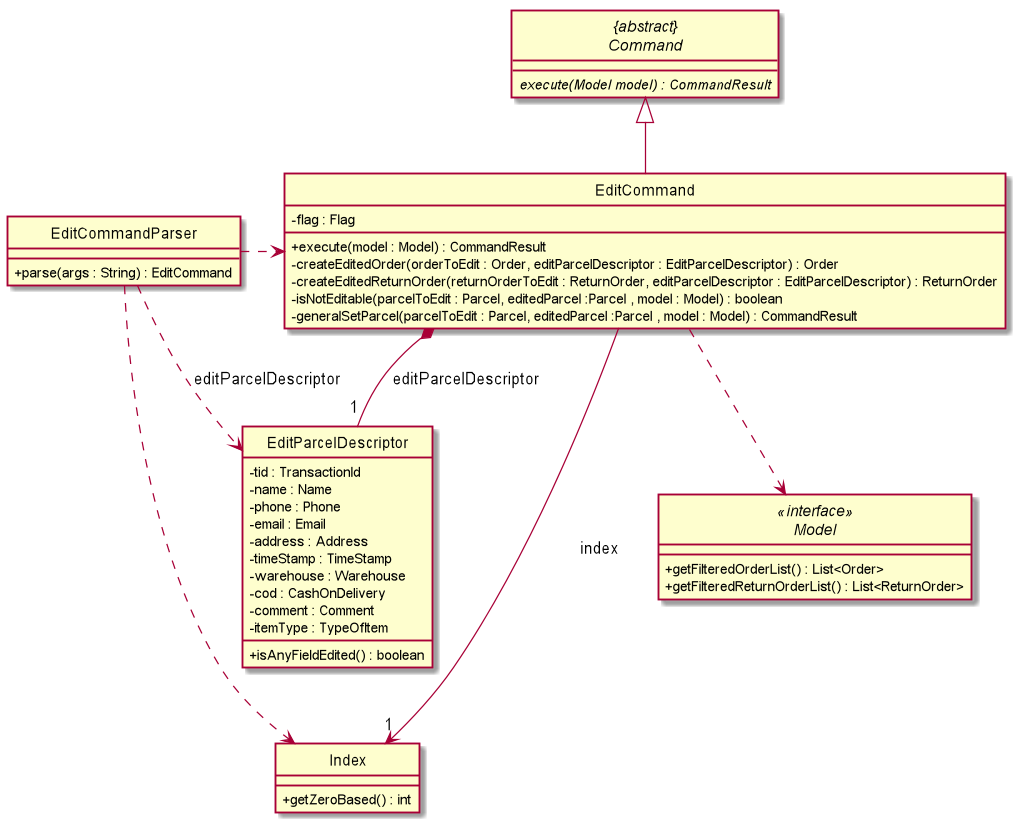 {abstract}
Command
execute(Model model) : CommandResult
EditCommand
-flag : Flag
+execute(model : Model) : CommandResult
-createEditedOrder(orderToEdit : Order, editParcelDescriptor : EditParcelDescriptor) : Order
-createEditedReturnOrder(returnOrderToEdit : ReturnOrder, editParcelDescriptor : EditParcelDescriptor) : ReturnOrder
-isNotEditable(parcelToEdit : Parcel, editedParcel :Parcel , model : Model) : boolean
-generalSetParcel(parcelToEdit : Parcel, editedParcel :Parcel , model : Model) : CommandResult
EditCommandParser
+parse(args : String) : EditCommand
editParcelDescriptor
editParcelDescriptor
1
EditParcelDescriptor
-tid : TransactionId
-name : Name
-phone : Phone
-email : Email
-address : Address
-timeStamp : TimeStamp
-warehouse : Warehouse
-cod : CashOnDelivery
-comment : Comment
-itemType : TypeOfItem
+isAnyFieldEdited() : boolean
index
«interface»
Model
+getFilteredOrderList() : List<Order>
+getFilteredReturnOrderList() : List<ReturnOrder>
1
Index
+getZeroBased() : int